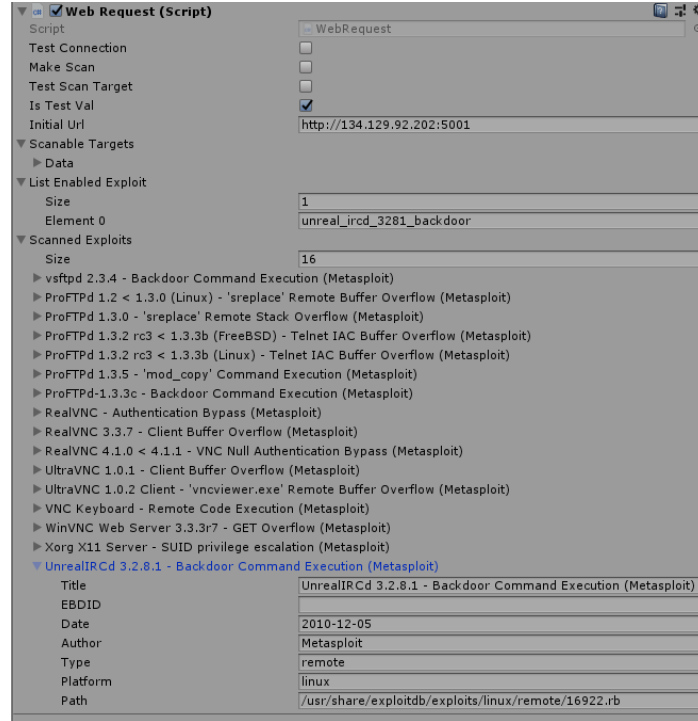 Web Request (Script)
Script WebRequest
Test Connection
Make Scan
Test Scan Target
Is Test Val
Initial Url http://134.129.92.202:5001
Scanable Targets
Data
List Enabled Exploit
Size 1
Element 0 unreal_ircd_3281_backdoor
Scanned Exploits
Size 16
vsftpd 2.3.4 - Backdoor Command Execution (Metasploit)
ProFTPd 1.2 < 1.3.0 (Linux) - 'sreplace' Remote Buffer Overflow (Metasploit)
ProFTPd 1.3.0 - 'sreplace' Remote Stack Overflow (Metasploit)
ProFTPd 1.3.2 rc3 < 1.3.3b (FreeBSD) - Telnet IAC Buffer Overflow (Metasploit)
ProFTPd 1.3.2 rc3 < 1.3.3b (Linux) - Telnet IAC Buffer Overflow (Metasploit)
ProFTPd 1.3.5 - 'mod_copy' Command Execution (Metasploit)
ProFTPd-1.3.3c - Backdoor Command Execution (Metasploit)
RealVNC - Authentication Bypass (Metasploit)
RealVNC 3.3.7 - Client Buffer Overflow (Metasploit)
RealVNC 4.1.0 < 4.1.1 - VNC Null Authentication Bypass (Metasploit)
UltraVNC 1.0.1 - Client Buffer Overflow (Metasploit)
UltraVNC 1.0.2 Client - 'vncviewer.exe' Remote Buffer Overflow (Metasploit)
VNC Keyboard - Remote Code Execution (Metasploit)
WinVNC Web Server 3.3.3r7 - GET Overflow (Metasploit)
Xorg X11 Server - SUID privilege escalation (Metasploit)
UnrealIRCd 3.2.8.1 - Backdoor Command Execution (Metasploit)
Title UnrealIRCd 3.2.8.1 - Backdoor Command Execution (Metasploit)
EBDID
Date 2010-12-05
Author Metasploit
Type remote
Platform linux
Path /usr/share/exploitdb/exploits/linux/remote/16922.rb